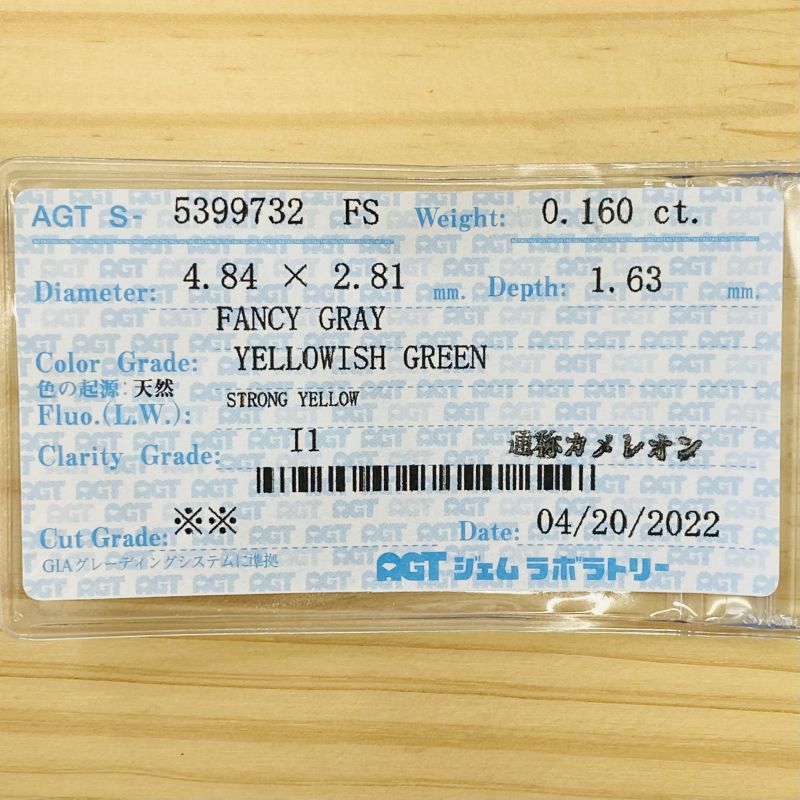 AGT S- 5399732 FS Weight: 0.160 ct.
Diameter: 4.84 × 2.81 mm. Depth: 1.63 mm.
FANCY GRAY
Color Grade: YELLOWISH GREEN
色の起源: 天然
Fluo.(L.W.): STRONG YELLOW
Clarity Grade: I1 通称カメレオン
Cut Grade: ※※ Date: 04/20/2022
GIAグレーディングシステムに準拠 AGT ジェムラボラトリー